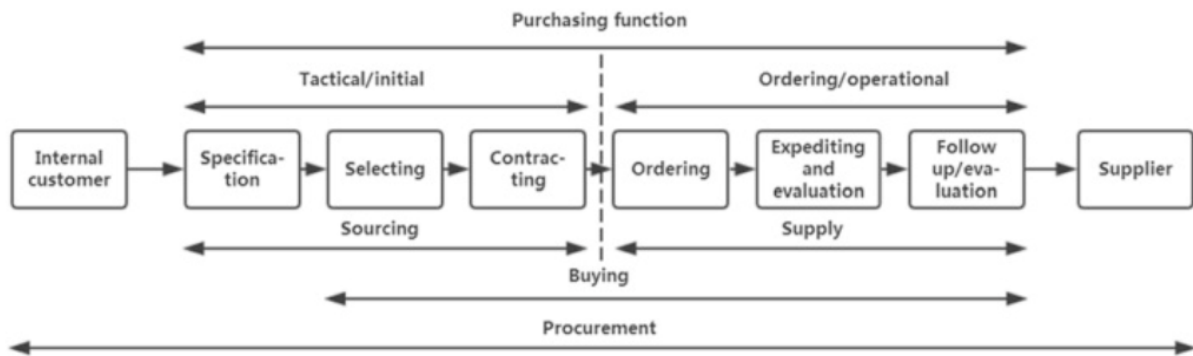 Purchasing function
Tactical/initial
Ordering/operational
Internal
customer
Specifica-
tion
Selecting
Contrac-
ting
Ordering
Expediting
and
evaluation
Follow
up/eva-
luation
Supplier
Sourcing
Supply
Buying
Procurement